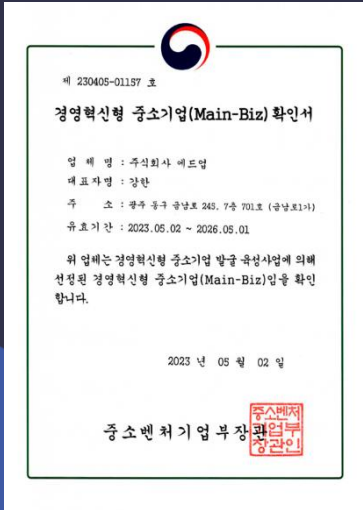 제 230405-01157 호
경영혁신형 중소기업(Main-Biz) 확인서
업 체 명 : 주식회사 에드업
대표자명 : 강한
주 소 : 광주 동구 금남로 245, 7층 701호 (금남로1가)
유효기간 : 2023.05.02 ~ 2026.05.01
위 업체는 경영혁신형 중소기업 발굴 육성사업에 의해
선정된 경영혁신형 중소기업(Main-Biz)임을 확인
합니다.
2023 년 05 월 02 일
중소벤처기업부장관
중소벤처
기업부
장관인